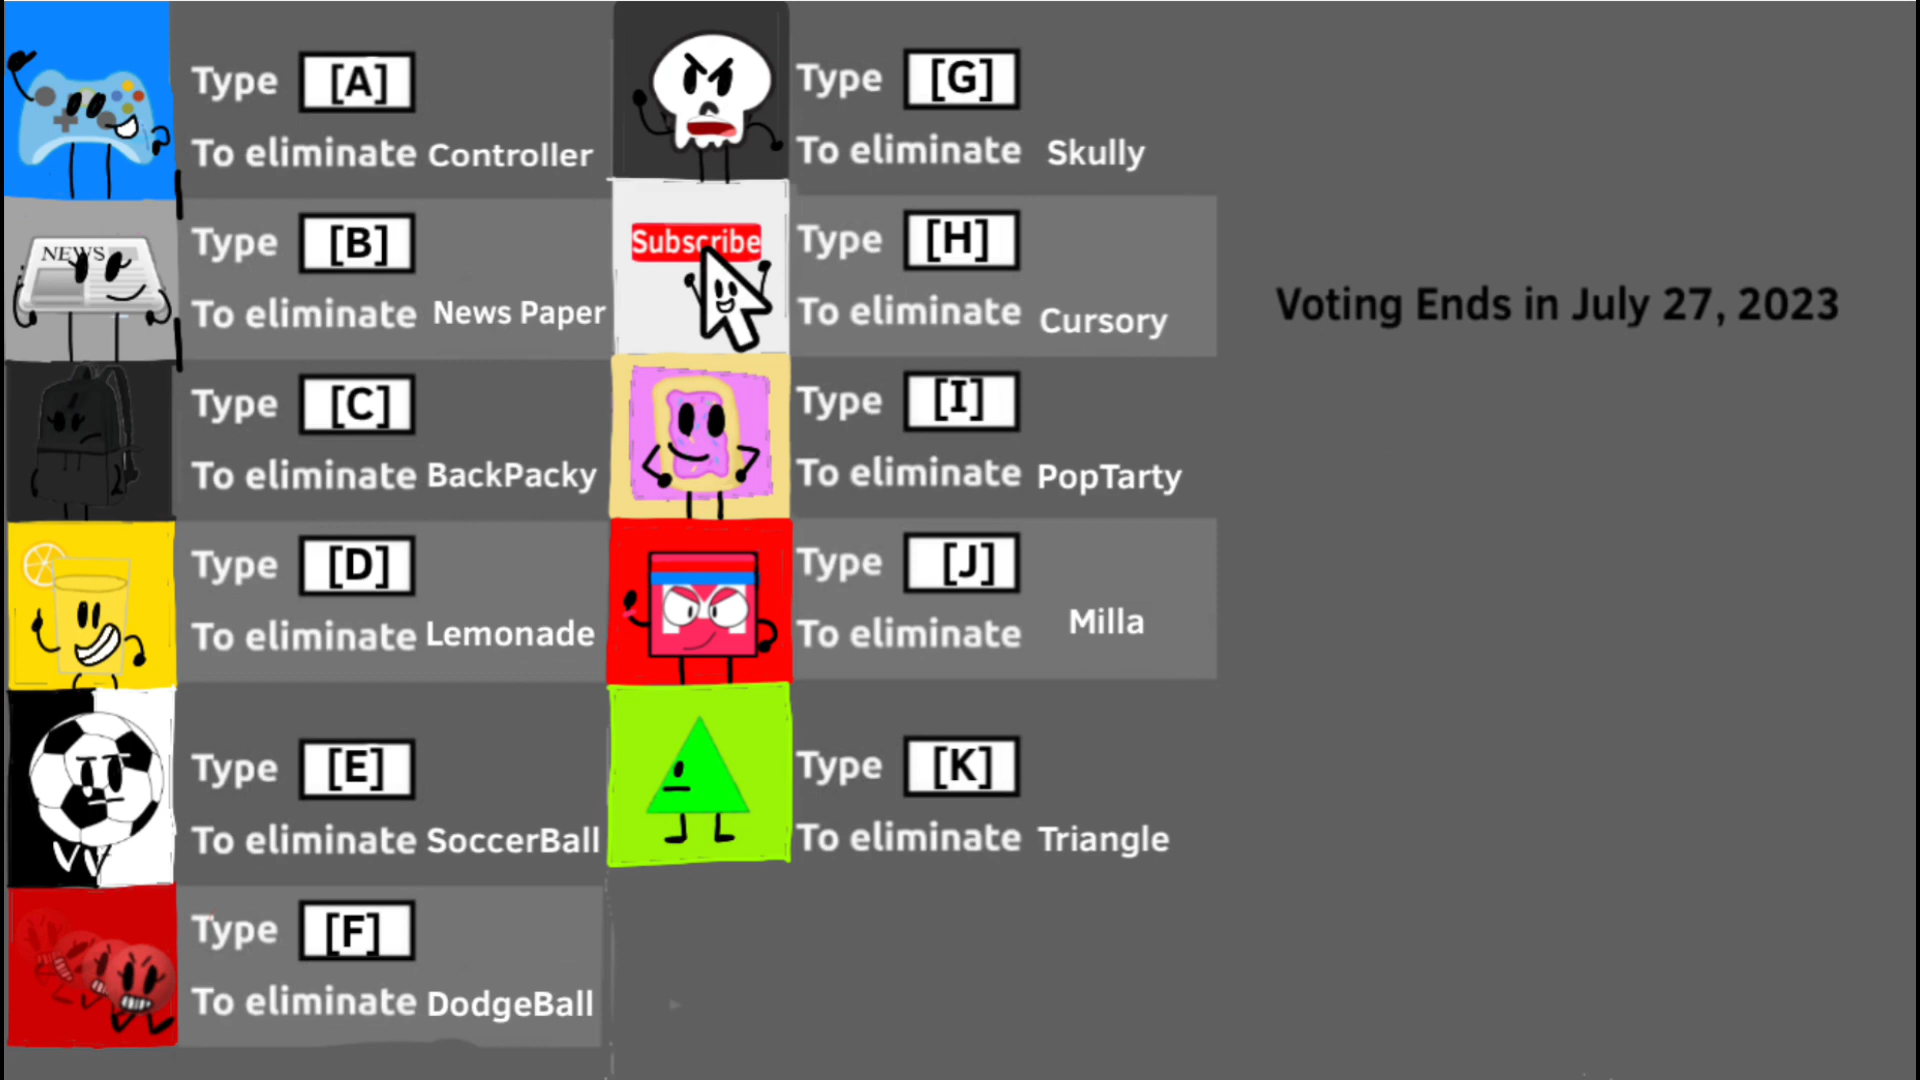 Type [A]
To eliminate Controller
NEWS
Type [B]
To eliminate News Paper
Type [C]
To eliminate BackPacky
Type [D]
To eliminate Lemonade
Type [E]
To eliminate SoccerBall
Type [F]
To eliminate DodgeBall
Type [G]
To eliminate Skully
Subscribe
Type [H]
To eliminate Cursory
Type [I]
To eliminate PopTarty
Type [J]
To eliminate Milla
Type [K]
To eliminate Triangle
Voting Ends in July 27, 2023